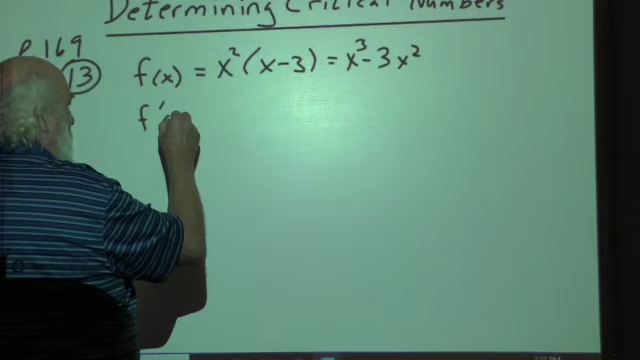 Determining Critical Numbers
p.169
13 f(x) = x²(x-3) = x³-3x²
f'